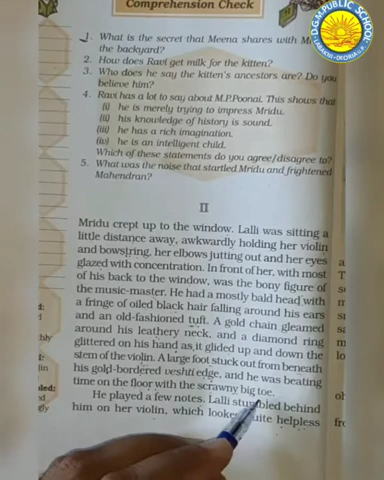 Comprehension Check
D.G.M PUBLIC SCHOOL
1. What is the secret that Meena shares with
the backyard?
2. How does Ravi get milk for the kitten?
3. Who does he say the kitten's ancestors are? Do you
believe him?
4. Ravi has a lot to say about M.P.Poonai. This shows that
(i) he is merely trying to impress Mridu.
(ii) his knowledge of history is sound.
(iii) he has a rich imagination.
(iv) he is an intelligent child.
Which of these statements do you agree/disagree to?
5. What was the noise that startled Mridu and frightened
Mahendran?
II
Mridu crept up to the window. Lalli was sitting a
little distance away, awkwardly holding her violin
and bowstring, her elbows jutting out and her eyes
glazed with concentration. In front of her, with most
of his back to the window, was the bony figure of
the music-master. He had a mostly bald head with
a fringe of oiled black hair falling around his ears
and an old-fashioned tuft. A gold chain gleamed
around his leathery neck, and a diamond ring
glittered on his hand as it glided up and down the
stem of the violin. A large foot stuck out from beneath
his gold-bordered veshti edge, and he was beating
time on the floor with the scrawny big toe.
He played a few notes. Lalli stumbled behind
him on her violin, which looked quite helpless